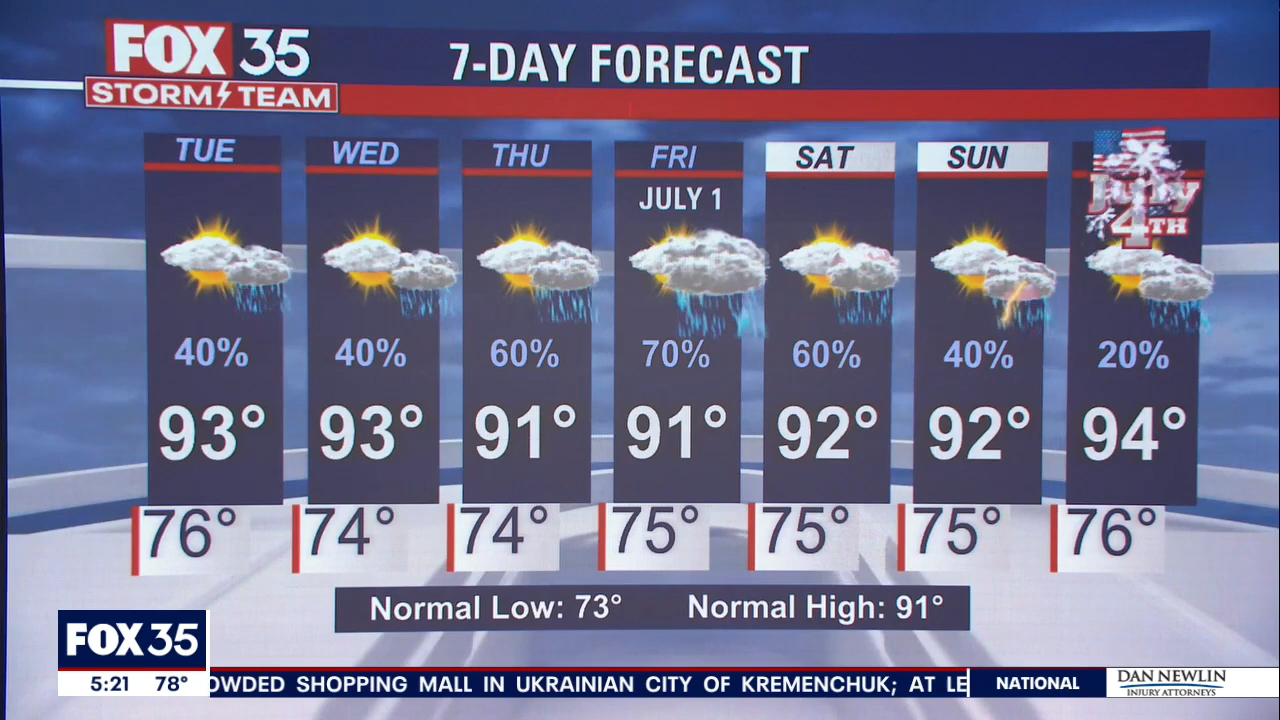 FOX 35
STORM TEAM
7-DAY FORECAST
TUE WED THU FRI SAT SUN July 4TH
JULY 1
40% 40% 60% 70% 60% 40% 20%
93° 93° 91° 91° 92° 92° 94°
76° 74° 74° 75° 75° 75° 76°
Normal Low: 73° Normal High: 91°
FOX 35
5:21 78° OWDED SHOPPING MALL IN UKRAINIAN CITY OF KREMENCHUK; AT LE NATIONAL DAN NEWLIN
INJURY ATTORNEYS